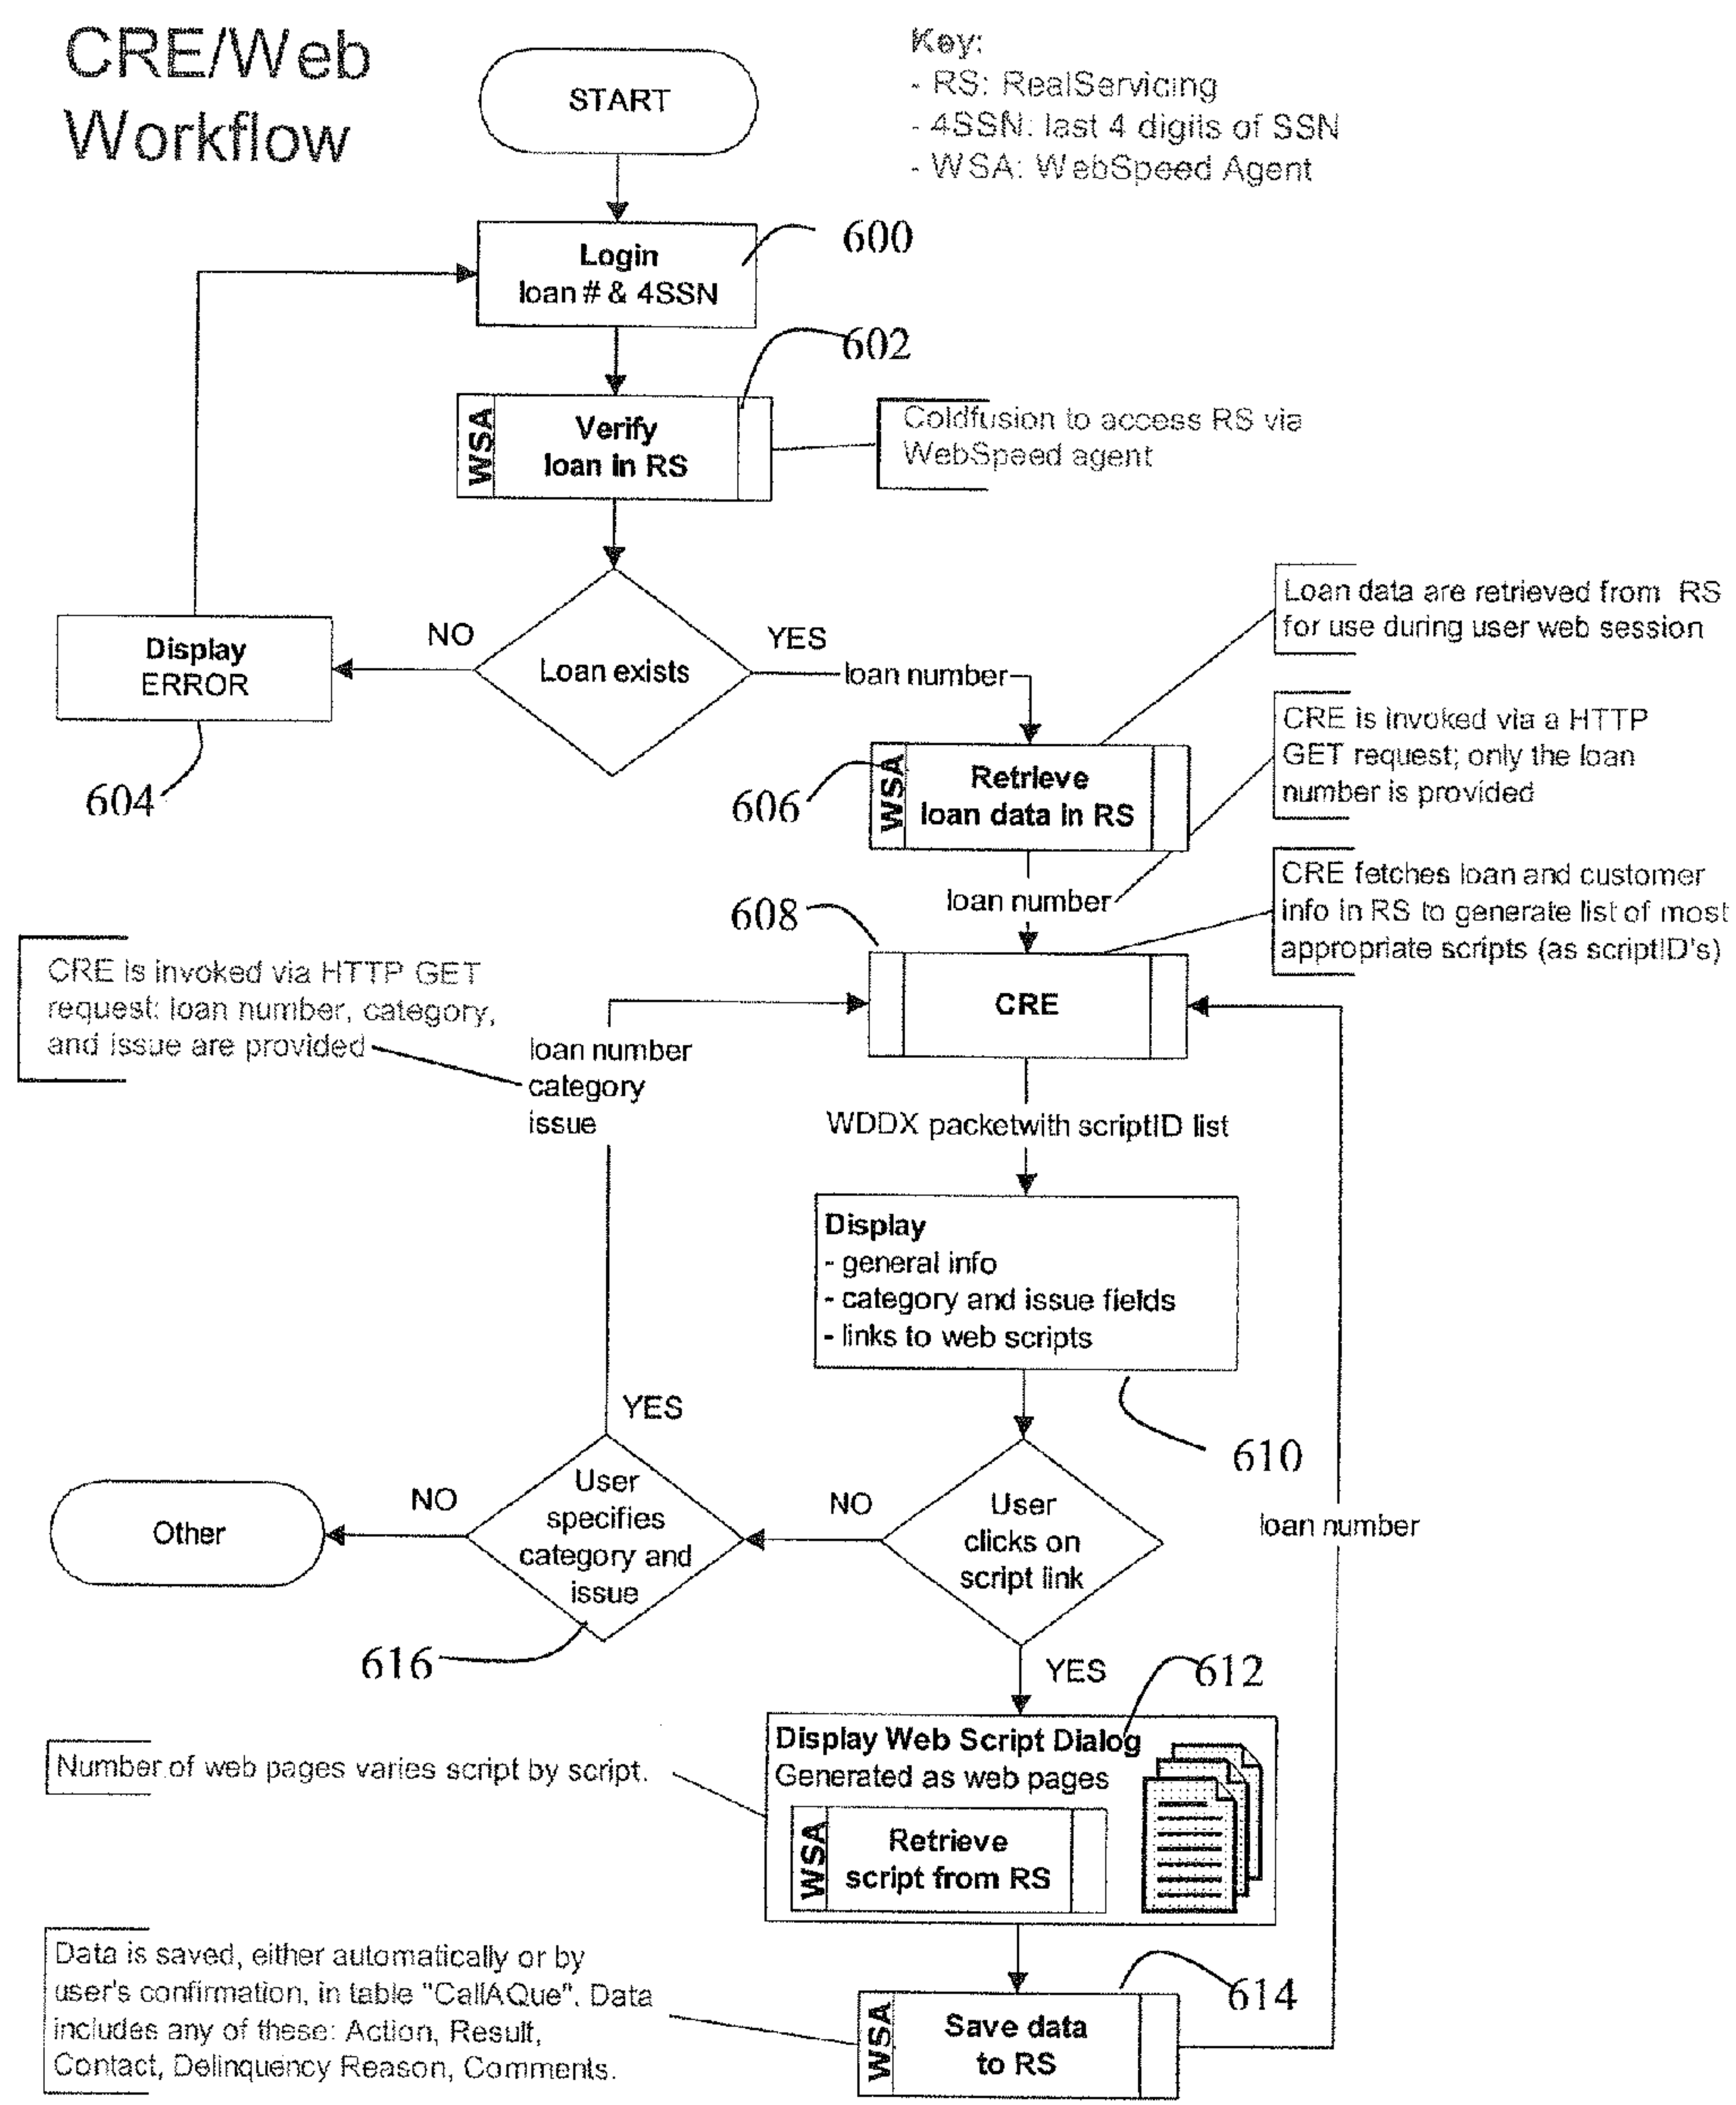 CRE/Web
Workflow
START
Key:
- RS: RealServicing
- 4SSN: last 4 digits of SSN
- WSA: WebSpeed Agent
Login
loan # & 4SSN
600
602
WSA
Verify
loan in RS
Coldfusion to access RS via
WebSpeed agent
Loan exists
NO
YES
loan number
Display
ERROR
604
Loan data are retrieved from RS
for use during user web session
606
WSA
Retrieve
loan data in RS
CRE is invoked via a HTTP
GET request; only the loan
number is provided
loan number
608
CRE fetches loan and customer
info in RS to generate list of most
appropriate scripts (as scriptID's)
CRE
CRE is invoked via HTTP GET
request: loan number, category,
and issue are provided
loan number
category
issue
WDDX packetwith scriptID list
Display
- general info
- category and issue fields
- links to web scripts
610
YES
User
specifies
category and
issue
616
NO
Other
NO
User
clicks on
script link
loan number
YES
612
Display Web Script Dialog
Generated as web pages
WSA
Retrieve
script from RS
Number of web pages varies script by script.
Data is saved, either automatically or by
user's confirmation, in table "CallAQue". Data
includes any of these: Action, Result,
Contact, Delinquency Reason, Comments.
614
WSA
Save data
to RS